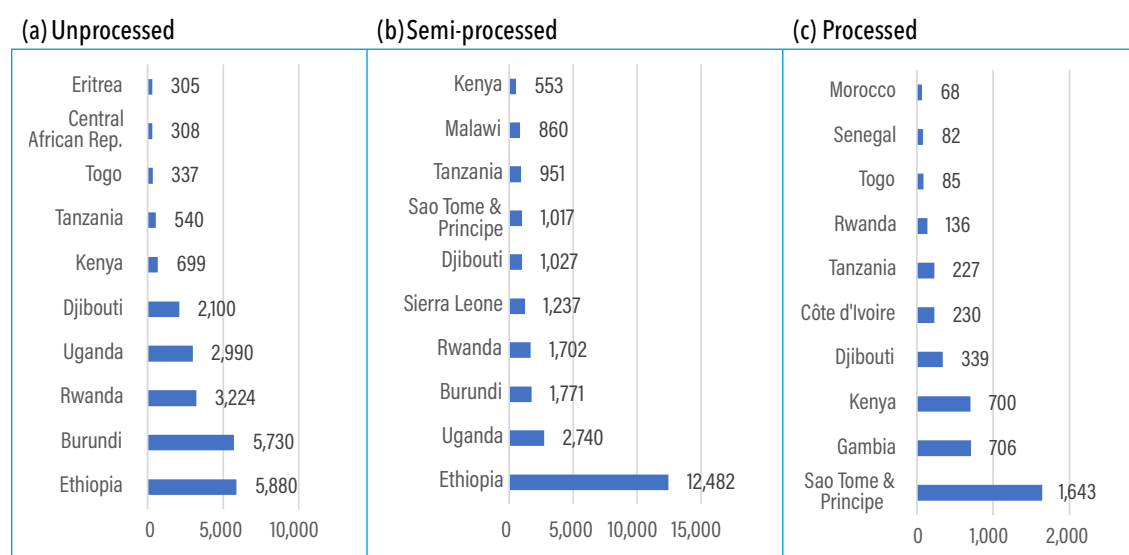 (a) Unprocessed
Eritrea 305
Central
African Rep. 308
Togo 337
Tanzania 540
Kenya 699
Djibouti 2,100
Uganda 2,990
Rwanda 3,224
Burundi 5,730
Ethiopia 5,880
0 5,000 10,000
(b) Semi-processed
Kenya 553
Malawi 860
Tanzania 951
Sao Tome &
Principe 1,017
Djibouti 1,027
Sierra Leone 1,237
Rwanda 1,702
Burundi 1,771
Uganda 2,740
Ethiopia 12,482
0 5,000 10,000 15,000
(c) Processed
Morocco 68
Senegal 82
Togo 85
Rwanda 136
Tanzania 227
Côte d'Ivoire 230
Djibouti 339
Kenya 700
Gambia 706
Sao Tome &
Principe 1,643
0 1,000 2,000